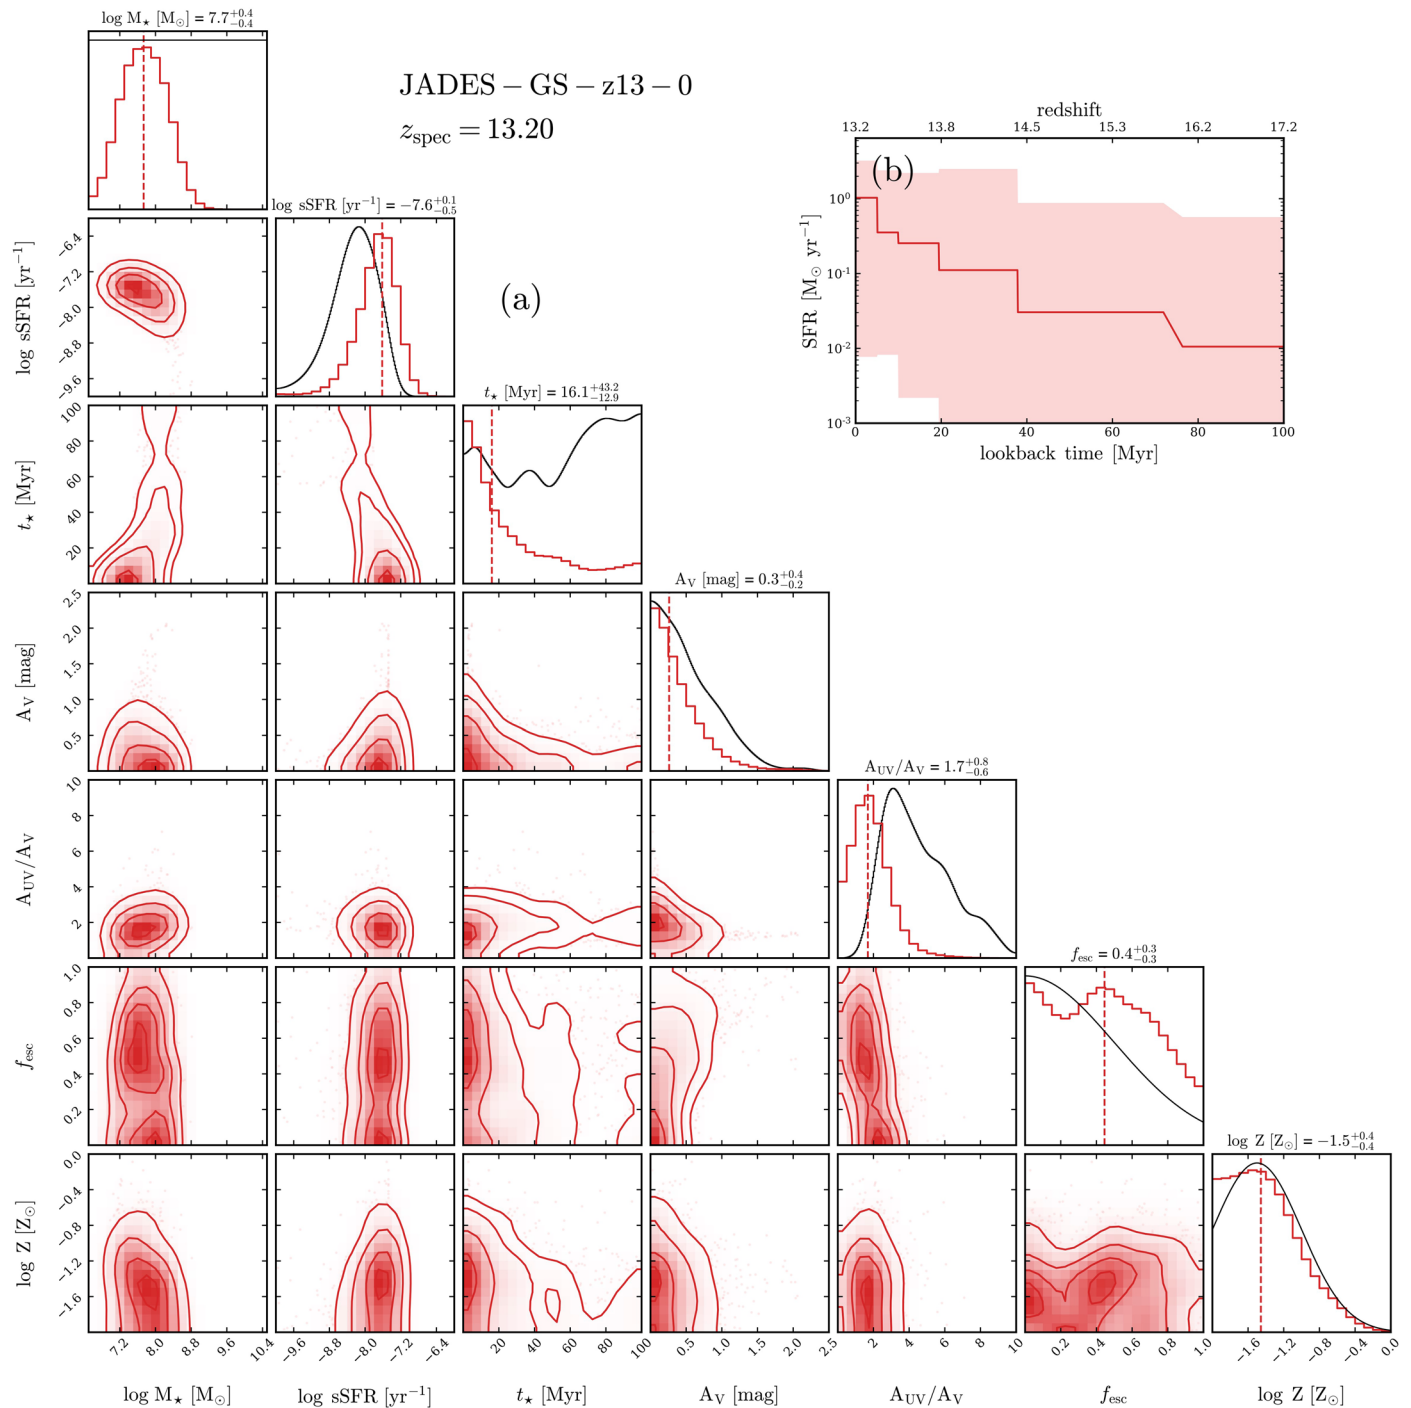 log M⋆ [M⊙] = 7.7+0.4−0.4
JADES − GS − z13 − 0
zspec = 13.20
redshift
13.2 13.8 14.5 15.3 16.2 17.2
(b)
SFR [M⊙ yr−1]
10^0
10^-1
10^-2
10^-3
0 20 40 60 80 100
lookback time [Myr]
log sSFR [yr−1] = −7.6+0.1−0.5
log sSFR [yr−1]
−6.4
−7.2
−8.0
−8.8
−9.6
(a)
t⋆ [Myr] = 16.1+43.2−12.9
t⋆ [Myr]
100
80
60
40
20
AV [mag] = 0.3+0.4−0.2
AV [mag]
2.5
2.0
1.5
1.0
0.5
AUV/AV = 1.7+0.8−0.6
AUV/AV
10
8
6
4
2
fesc = 0.4+0.3−0.3
fesc
1.0
0.8
0.6
0.4
0.2
log Z [Z⊙] = −1.5+0.4−0.4
log Z [Z⊙]
0.0
−0.4
−0.8
−1.2
−1.6
7.2 8.0 8.8 9.6 10.4 −9.6 −8.8 −8.0 −7.2 −6.4 20 40 60 80 100 0.5 1.0 1.5 2.0 2.5 2 4 6 8 10 0.2 0.4 0.6 0.8 1.0 −1.6 −1.2 −0.8 −0.4 0.0
log M⋆ [M⊙] log sSFR [yr−1] t⋆ [Myr] AV [mag] AUV/AV fesc log Z [Z⊙]